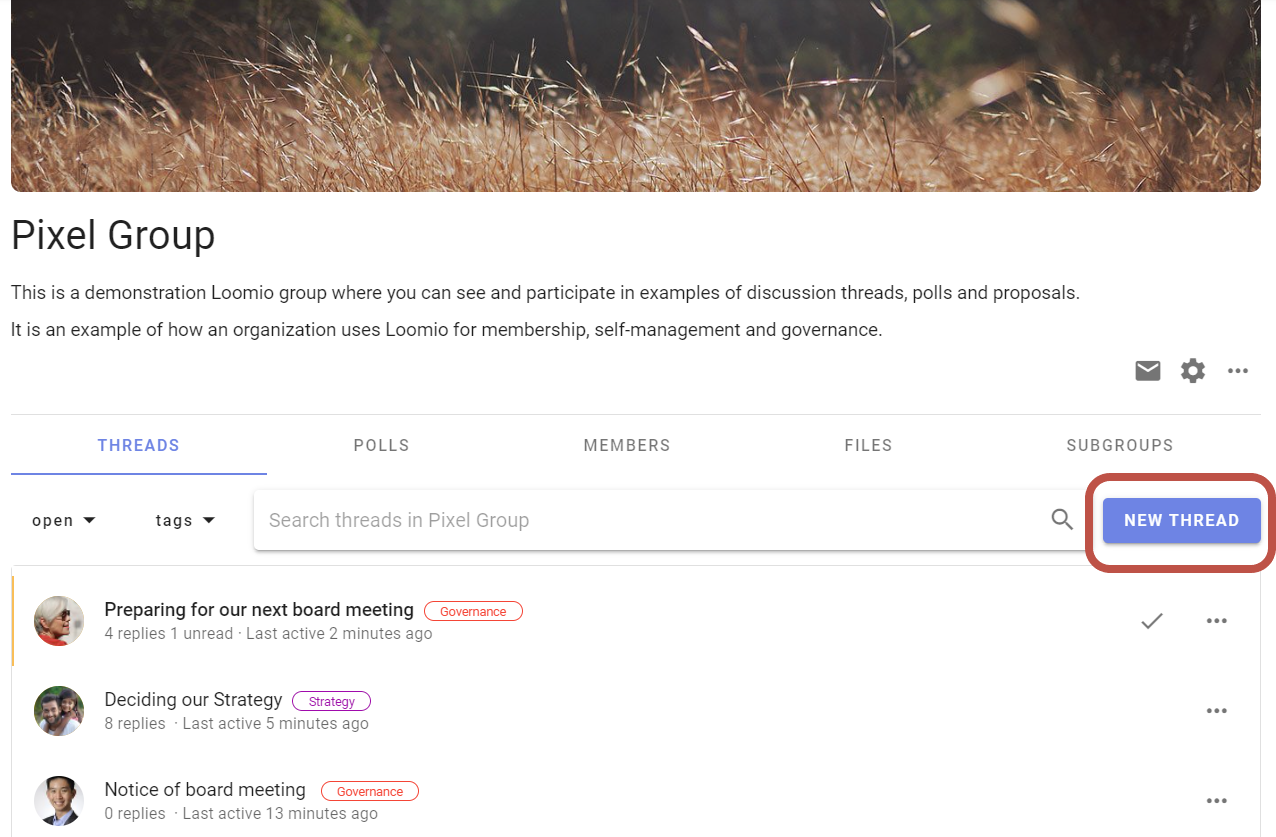 Pixel Group
This is a demonstration Loomio group where you can see and participate in examples of discussion threads, polls and proposals.
It is an example of how an organization uses Loomio for membership, self-management and governance.
THREADS POLLS MEMBERS FILES SUBGROUPS
open tags Search threads in Pixel Group NEW THREAD
Preparing for our next board meeting Governance
4 replies 1 unread · Last active 2 minutes ago
Deciding our Strategy Strategy
8 replies · Last active 5 minutes ago
Notice of board meeting Governance
0 replies · Last active 13 minutes ago